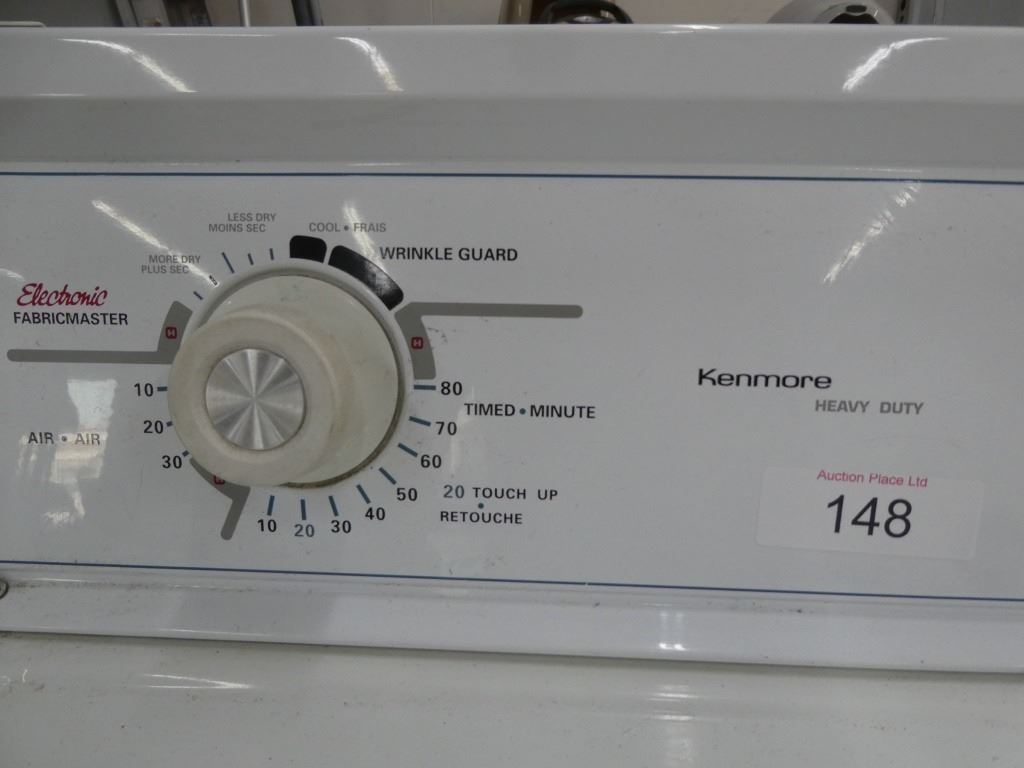 LESS DRY
MOINS SEC
COOL • FRAIS
WRINKLE GUARD
MORE DRY
PLUS SEC
Electronic
FABRICMASTER
H
H
10
20
30
AIR • AIR
80
TIMED • MINUTE
70
60
50
40
30
20
10
20 TOUCH UP
•
RETOUCHE
Kenmore
HEAVY DUTY
Auction Place Ltd
148